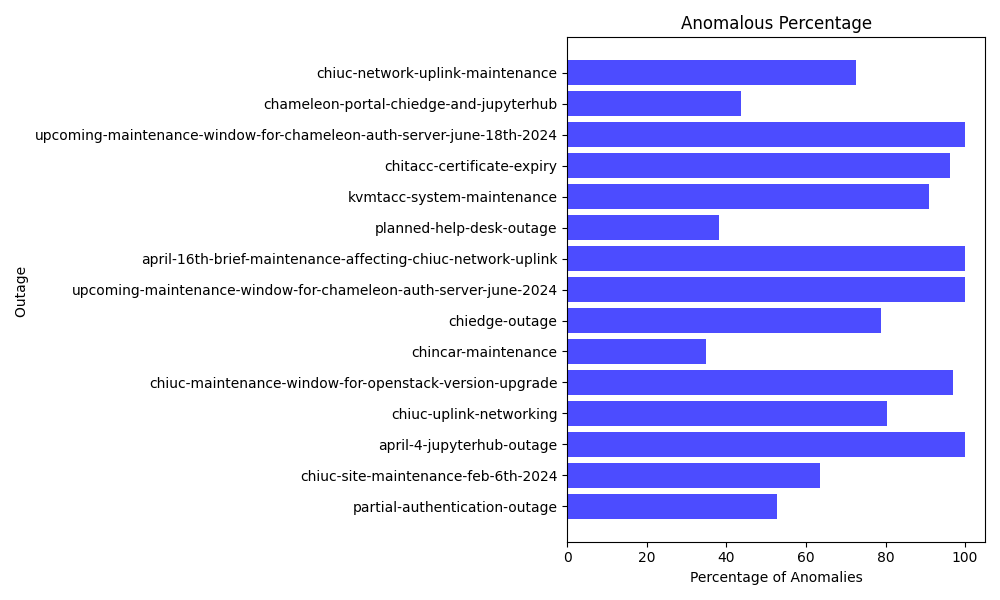 Anomalous Percentage
chiuc-network-uplink-maintenance
chameleon-portal-chiedge-and-jupyterhub
upcoming-maintenance-window-for-chameleon-auth-server-june-18th-2024
chitacc-certificate-expiry
kvmtacc-system-maintenance
planned-help-desk-outage
april-16th-brief-maintenance-affecting-chiuc-network-uplink
upcoming-maintenance-window-for-chameleon-auth-server-june-2024
chiedge-outage
chincar-maintenance
chiuc-maintenance-window-for-openstack-version-upgrade
chiuc-uplink-networking
april-4-jupyterhub-outage
chiuc-site-maintenance-feb-6th-2024
partial-authentication-outage
Outage
0 20 40 60 80 100
Percentage of Anomalies